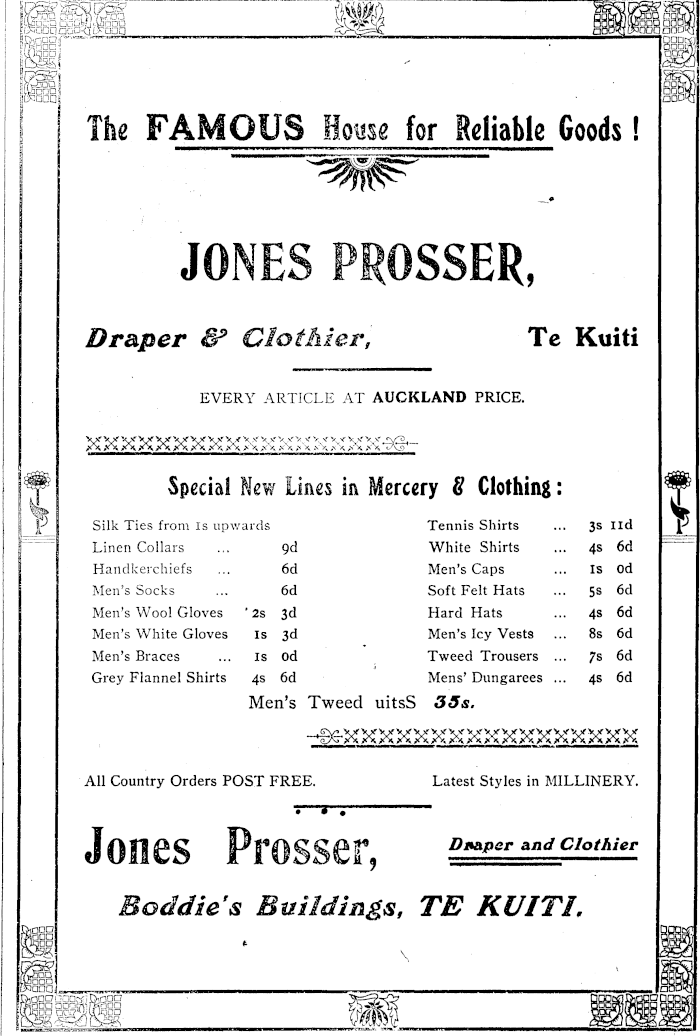 The FAMOUS House for Reliable Goods !
JONES PROSSER,
Draper & Clothier, Te Kuiti
EVERY ARTICLE AT AUCKLAND PRICE.
Special New Lines in Mercery & Clothing :
Silk Ties from 1s upwards
Linen Collars ... 9d
Handkerchiefs ... 6d
Men's Socks ... 6d
Men's Wool Gloves 2s 3d
Men's White Gloves 1s 3d
Men's Braces ... 1s 0d
Grey Flannel Shirts 4s 6d
Tennis Shirts ... 3s 11d
White Shirts ... 4s 6d
Men's Caps ... 1s 0d
Soft Felt Hats ... 5s 6d
Hard Hats ... 4s 6d
Men's Icy Vests ... 8s 6d
Tweed Trousers ... 7s 6d
Mens' Dungarees ... 4s 6d
Men's Tweed uitsS 35s.
All Country Orders POST FREE. Latest Styles in MILLINERY.
Jones Prosser, Draper and Clothier
Boddie's Buildings, TE KUITI.